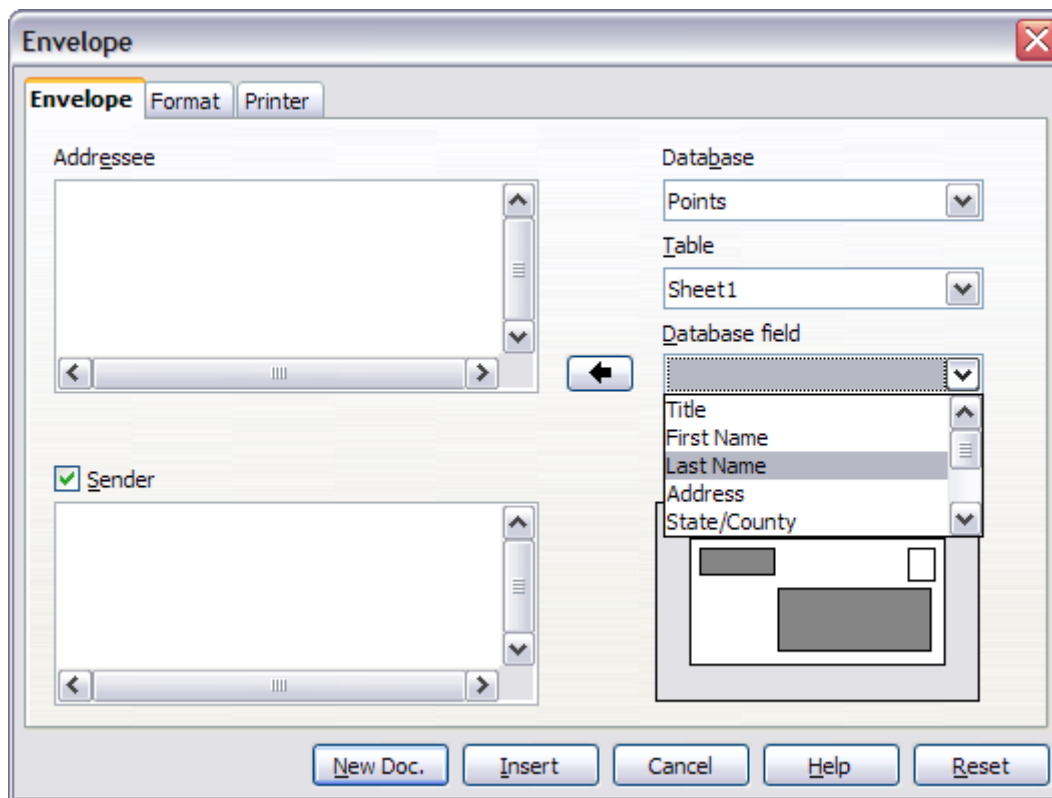 Envelope
Envelope Format Printer
Addressee
Database
Points
Table
Sheet1
Database field
Title
First Name
Last Name
Address
State/County
Sender
New Doc. Insert Cancel Help Reset